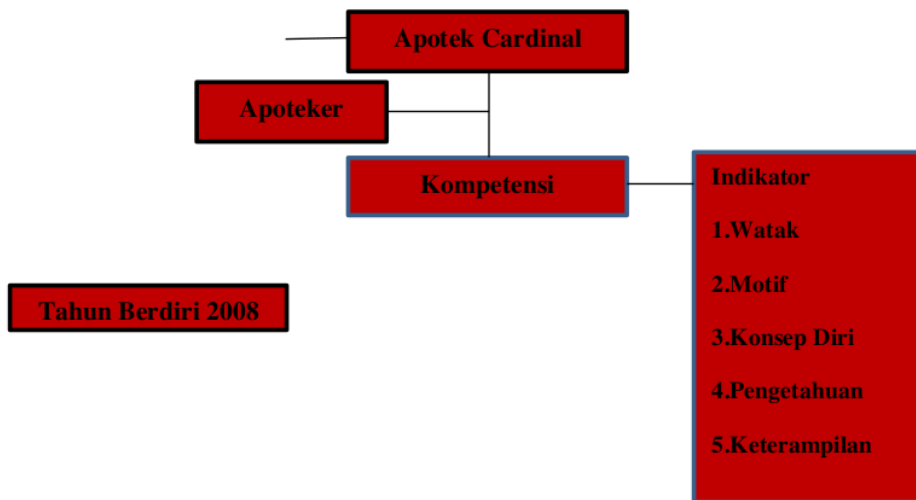 Apotek Cardinal
Apoteker
Kompetensi
Indikator
1.Watak
2.Motif
3.Konsep Diri
4.Pengetahuan
5.Keterampilan
Tahun Berdiri 2008